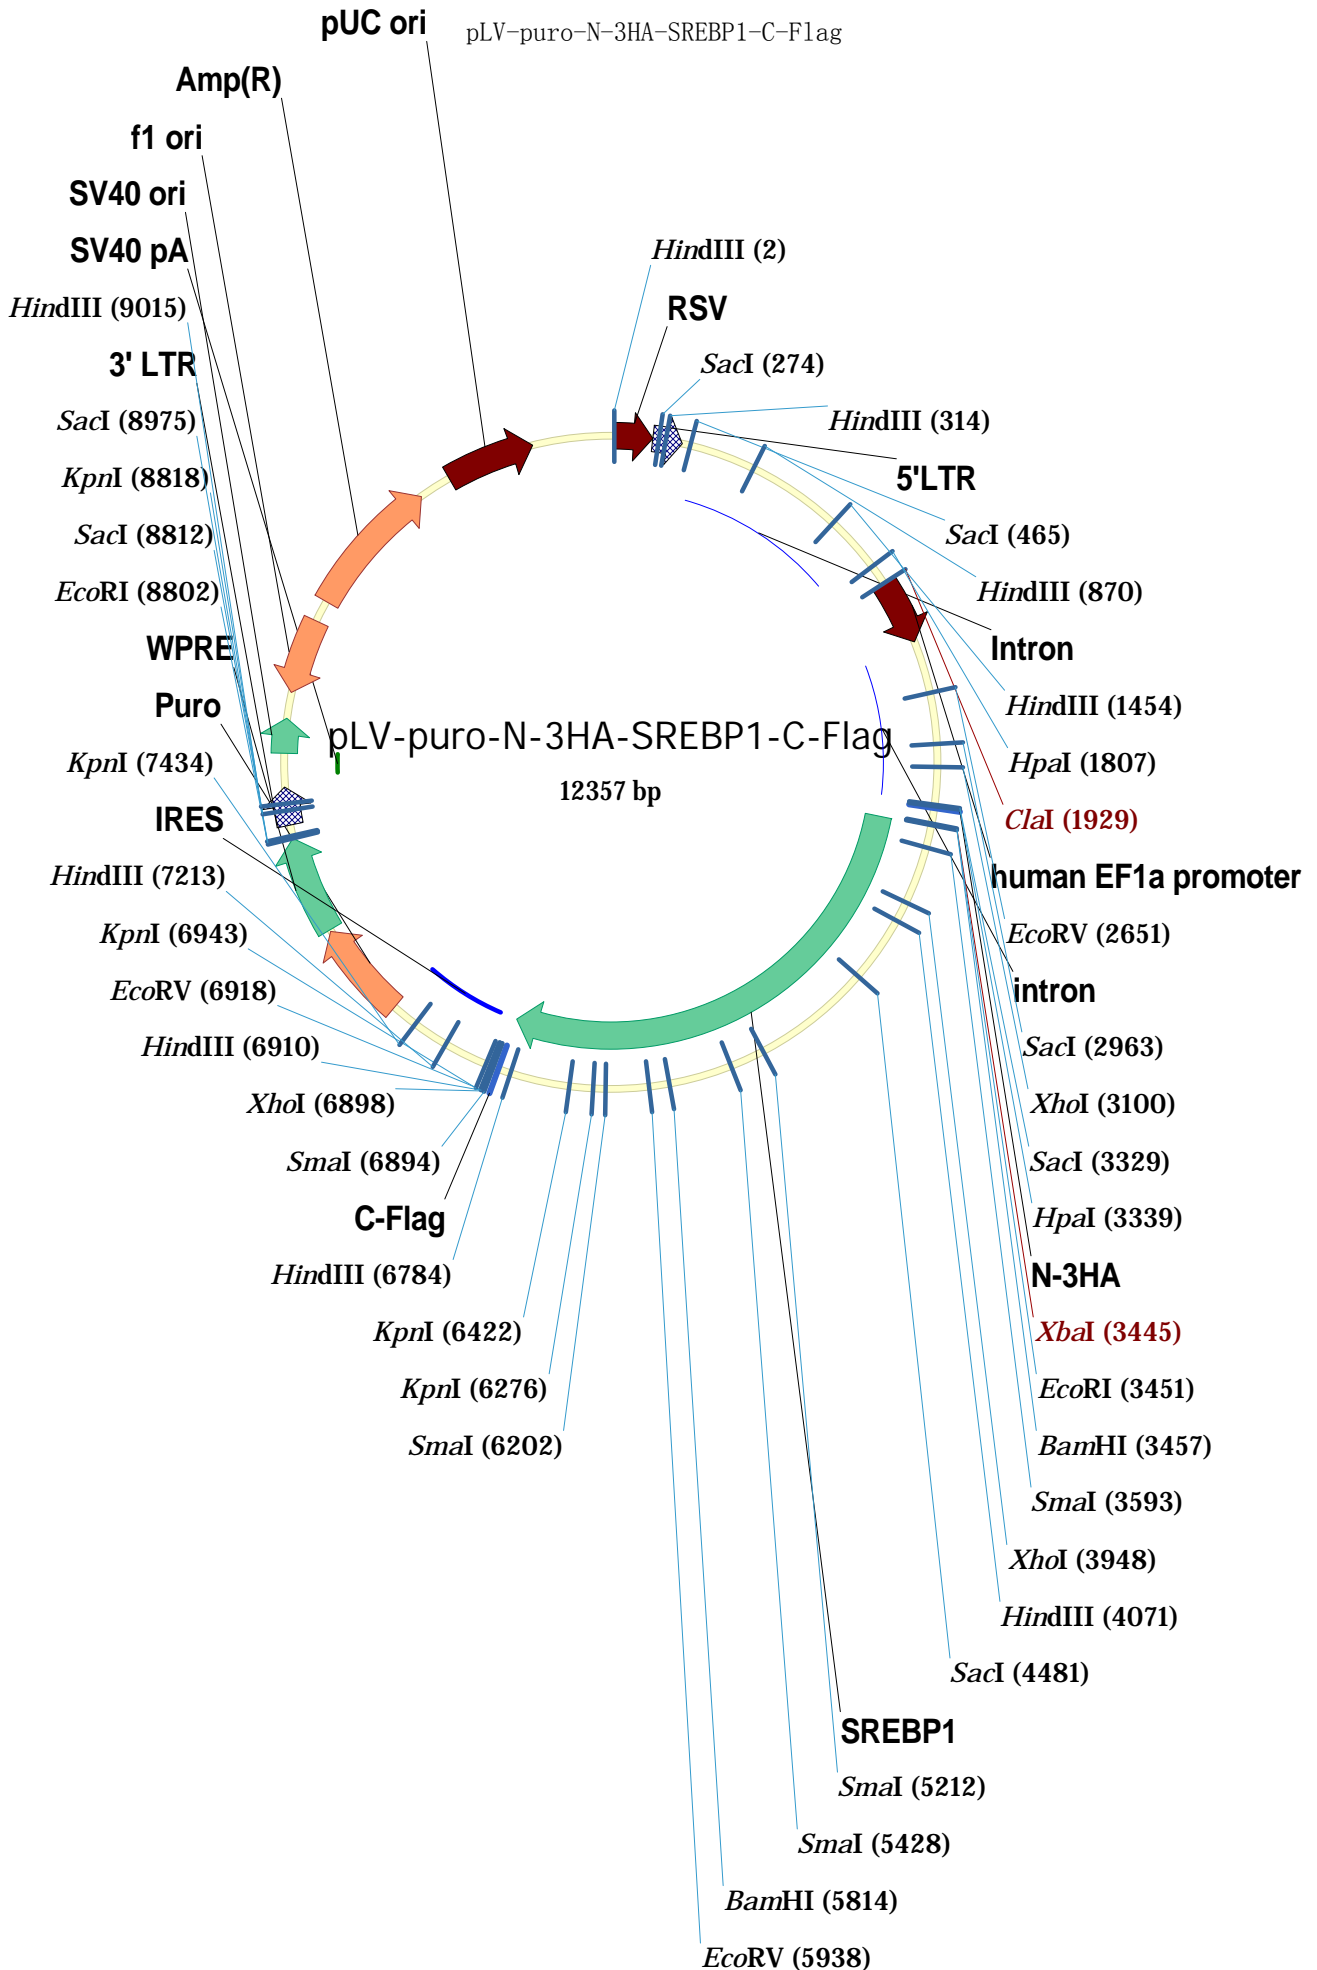 pUC ori
pLV-puro-N-3HA-SREBP1-C-Flag
Amp(R)
f1 ori
SV40 ori
SV40 pA
HindIII (9015)
3' LTR
SacI (8975)
KpnI (8818)
SacI (8812)
EcoRI (8802)
WPRE
Puro
KpnI (7434)
IRES
HindIII (7213)
KpnI (6943)
EcoRV (6918)
HindIII (6910)
XhoI (6898)
SmaI (6894)
C-Flag
HindIII (6784)
KpnI (6422)
KpnI (6276)
SmaI (6202)
pLV-puro-N-3HA-SREBP1-C-Flag
12357 bp
HindIII (2)
RSV
SacI (274)
HindIII (314)
5'LTR
SacI (465)
HindIII (870)
Intron
HindIII (1454)
HpaI (1807)
ClaI (1929)
human EF1a promoter
EcoRV (2651)
intron
SacI (2963)
XhoI (3100)
SacI (3329)
HpaI (3339)
N-3HA
XbaI (3445)
EcoRI (3451)
BamHI (3457)
SmaI (3593)
XhoI (3948)
HindIII (4071)
SacI (4481)
SREBP1
SmaI (5212)
SmaI (5428)
BamHI (5814)
EcoRV (5938)